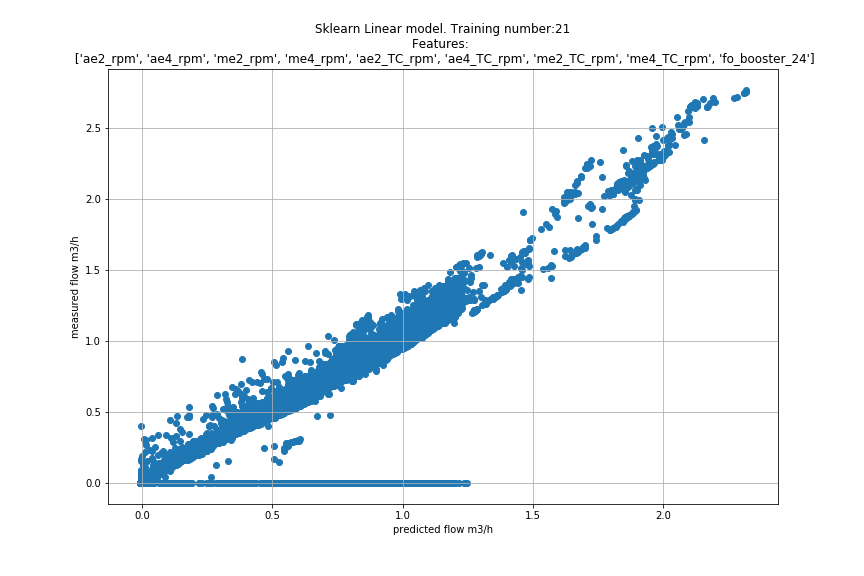 Sklearn Linear model. Training number:21
Features:
['ae2_rpm', 'ae4_rpm', 'me2_rpm', 'me4_rpm', 'ae2_TC_rpm', 'ae4_TC_rpm', 'me2_TC_rpm', 'me4_TC_rpm', 'fo_booster_24']
measured flow m3/h
2.5
2.0
1.5
1.0
0.5
0.0
0.0 0.5 1.0 1.5 2.0
predicted flow m3/h